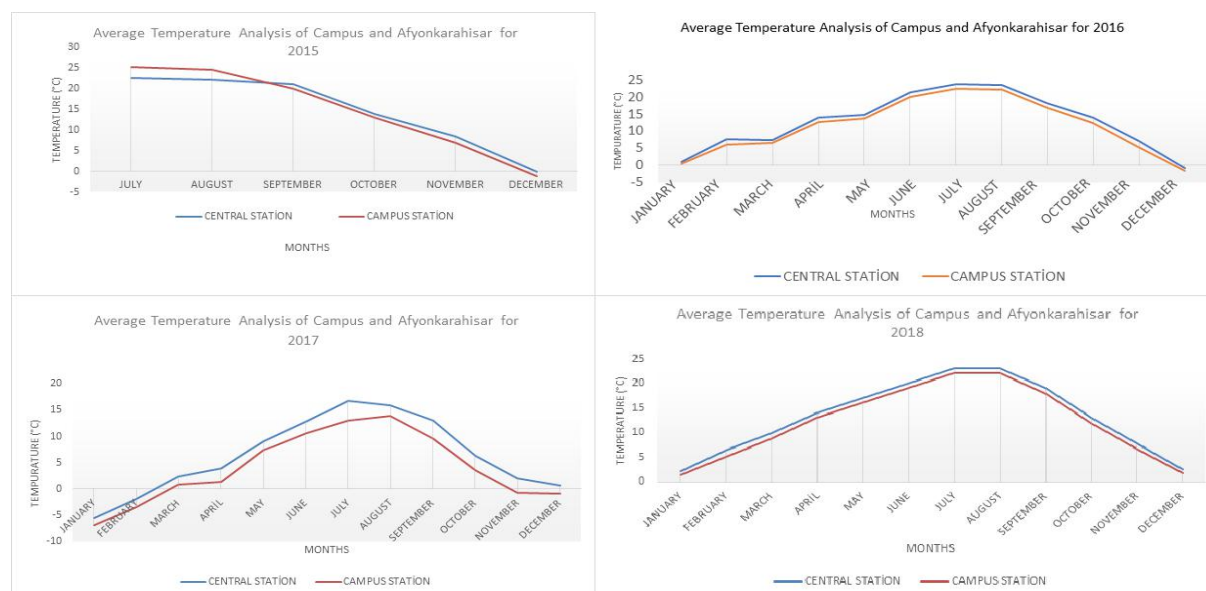 Average Temperature Analysis of Campus and Afyonkarahisar for
2015
30
25
20
15
10
5
0
-5
TEMPERATURE (°C)
JULY AUGUST SEPTEMBER OCTOBER NOVEMBER DECEMBER
CENTRAL STATİON CAMPUS STATİON
MONTHS
Average Temperature Analysis of Campus and Afyonkarahisar for 2016
25
20
15
10
5
0
-5
TEMPURATURE (°C)
JANUARY FEBRUARY MARCH APRIL MAY JUNE JULY AUGUST SEPTEMBER OCTOBER NOVEMBER DECEMBER
MONTHS
CENTRAL STATİON CAMPUS STATİON
Average Temperature Analysis of Campus and Afyonkarahisar for
2017
20
15
10
5
0
-5
-10
TEMPURATURE (°C)
JANUARY FEBRUARY MARCH APRIL MAY JUNE JULY AUGUST SEPTEMBER OCTOBER NOVEMBER DECEMBER
MONTHS
CENTRAL STATİON CAMPUS STATİON
Average Temperature Analysis of Campus and Afyonkarahisar for
2018
25
20
15
10
5
0
TEMPERATURE (°C)
JANUARY FEBRUARY MARCH APRIL MAY JUNE JULY AUGUST SEPTEMBER OCTOBER NOVEMBER DECEMBER
MONTHS
CENTRAL STATİON CAMPUS STATİON